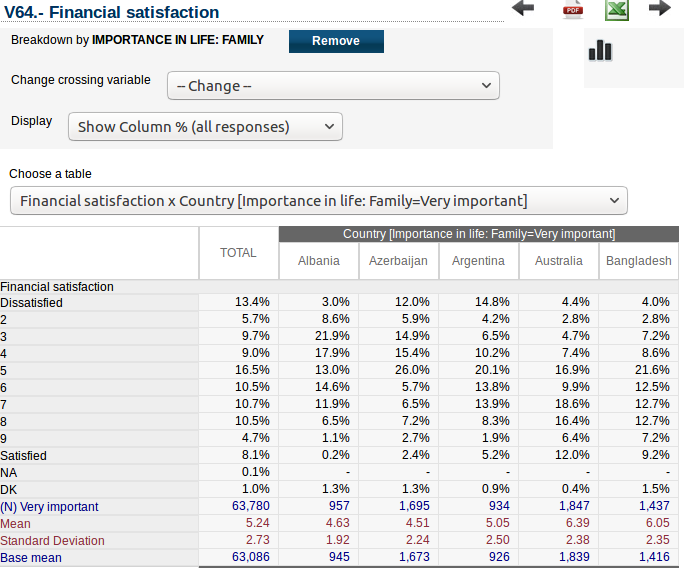 V64.- Financial satisfaction
PDF
Breakdown by IMPORTANCE IN LIFE: FAMILY Remove
Change crossing variable -- Change --
Display Show Column % (all responses)
Choose a table
Financial satisfaction x Country [Importance in life: Family=Very important]
Country [Importance in life: Family=Very important]
TOTAL Albania Azerbaijan Argentina Australia Bangladesh
Financial satisfaction
Dissatisfied 13.4% 3.0% 12.0% 14.8% 4.4% 4.0%
2 5.7% 8.6% 5.9% 4.2% 2.8% 2.8%
3 9.7% 21.9% 14.9% 6.5% 4.7% 7.2%
4 9.0% 17.9% 15.4% 10.2% 7.4% 8.6%
5 16.5% 13.0% 26.0% 20.1% 16.9% 21.6%
6 10.5% 14.6% 5.7% 13.8% 9.9% 12.5%
7 10.7% 11.9% 6.5% 13.9% 18.6% 12.7%
8 10.5% 6.5% 7.2% 8.3% 16.4% 12.7%
9 4.7% 1.1% 2.7% 1.9% 6.4% 7.2%
Satisfied 8.1% 0.2% 2.4% 5.2% 12.0% 9.2%
NA 0.1% - - - - -
DK 1.0% 1.3% 1.3% 0.9% 0.4% 1.5%
(N) Very important 63,780 957 1,695 934 1,847 1,437
Mean 5.24 4.63 4.51 5.05 6.39 6.05
Standard Deviation 2.73 1.92 2.24 2.50 2.38 2.35
Base mean 63,086 945 1,673 926 1,839 1,416